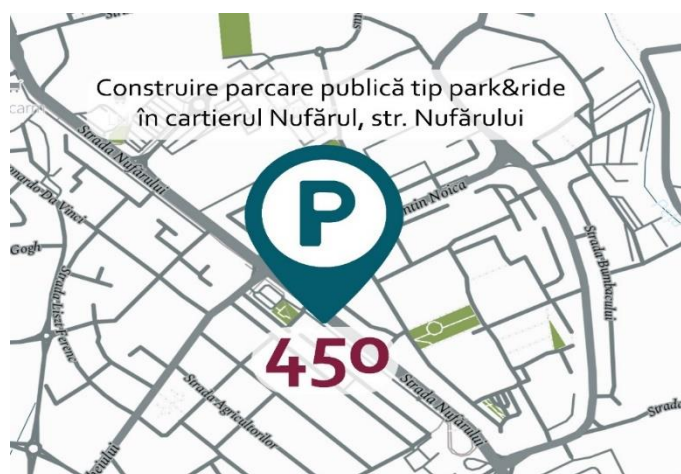 Construire parcare publică tip park&ride
în cartierul Nufărul, str. Nufărului
Strada Nufărului
P
Gogh
Strada Liszt Ferenc
Strada Bumbacului
450
Strada Agricultorilor
Strada Nufărului
Strada